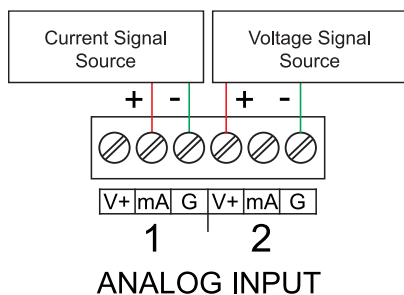 Current Signal Source
Voltage Signal Source
+ - + -
V+ mA G V+ mA G
1 2
ANALOG INPUT